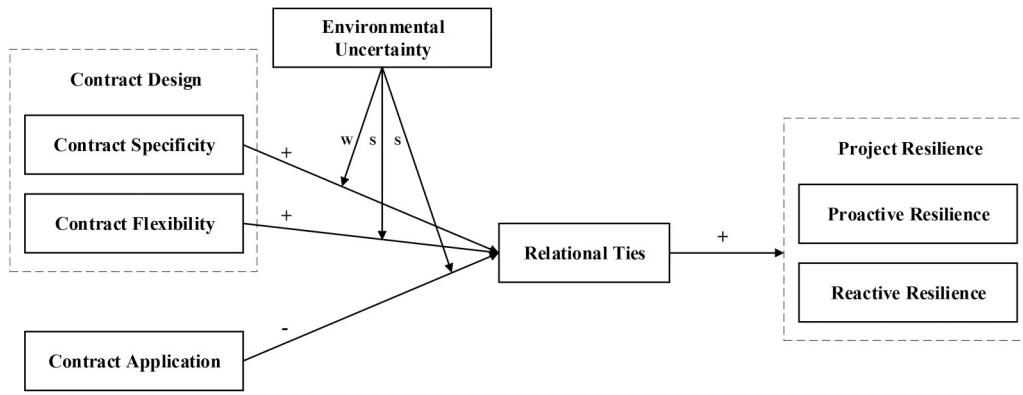 Environmental
Uncertainty
Contract Design
Contract Specificity
Contract Flexibility
Contract Application
W
S
S
+
+
-
Relational Ties
+
Project Resilience
Proactive Resilience
Reactive Resilience